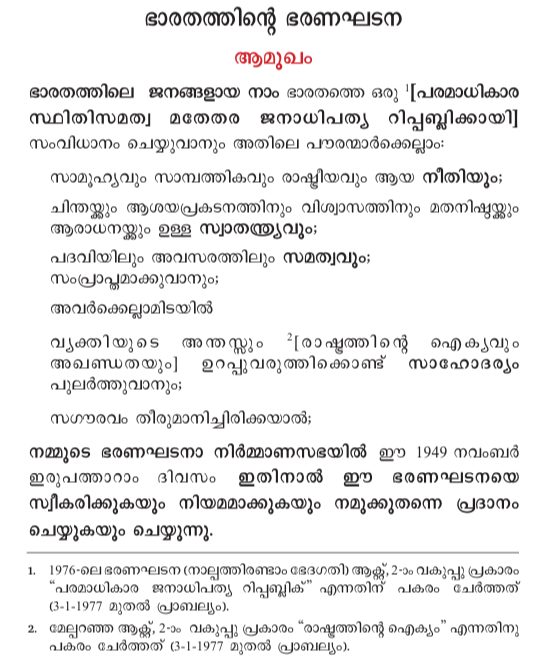 ഭാരതത്തിന്റെ ഭരണഘടന
ആമുഖം
ഭാരതത്തിലെ ജനങ്ങളായ നാം ഭാരതത്തെ ഒരു ¹[പരമാധികാര
സ്ഥിതിസമത്വ മതേതര ജനാധിപത്യ റിപ്പബ്ലിക്കായി]
സംവിധാനം ചെയ്യുവാനും അതിലെ പൗരന്മാർക്കെല്ലാം:
സാമൂഹ്യവും സാമ്പത്തികവും രാഷ്ട്രീയവും ആയ നീതിയും;
ചിന്തയ്ക്കും ആശയപ്രകടനത്തിനും വിശ്വാസത്തിനും മതനിഷ്ഠയ്ക്കും
ആരാധനയ്ക്കും ഉള്ള സ്വാതന്ത്ര്യവും;
പദവിയിലും അവസരത്തിലും സമത്വവും;
സംപ്രാപ്തമാക്കുവാനും;
അവർക്കെല്ലാമിടയിൽ
വ്യക്തിയുടെ അന്തസ്സും ²[രാഷ്ട്രത്തിന്റെ ഐക്യവും
അഖണ്ഡതയും] ഉറപ്പുവരുത്തിക്കൊണ്ട് സാഹോദര്യം
പുലർത്തുവാനും;
സഗൗരവം തീരുമാനിച്ചിരിക്കയാൽ;
നമ്മുടെ ഭരണഘടനാ നിർമ്മാണസഭയിൽ ഈ 1949 നവംബർ
ഇരുപത്താറാം ദിവസം ഇതിനാൽ ഈ ഭരണഘടനയെ
സ്വീകരിക്കുകയും നിയമമാക്കുകയും നമുക്കുതന്നെ പ്രദാനം
ചെയ്യുകയും ചെയ്യുന്നു.
1. 1976-ലെ ഭരണഘടന (നാല്പത്തിരണ്ടാം ഭേദഗതി) ആക്റ്റ്, 2-ാം വകുപ്പു പ്രകാരം
“പരമാധികാര ജനാധിപത്യ റിപ്പബ്ലിക്” എന്നതിന് പകരം ചേർത്തത്
(3-1-1977 മുതൽ പ്രാബല്യം).
2. മേല്പറഞ്ഞ ആക്റ്റ്, 2-ാം വകുപ്പു പ്രകാരം “രാഷ്ട്രത്തിന്റെ ഐക്യം” എന്നതിനു
പകരം ചേർത്തത് (3-1-1977 മുതൽ പ്രാബല്യം).